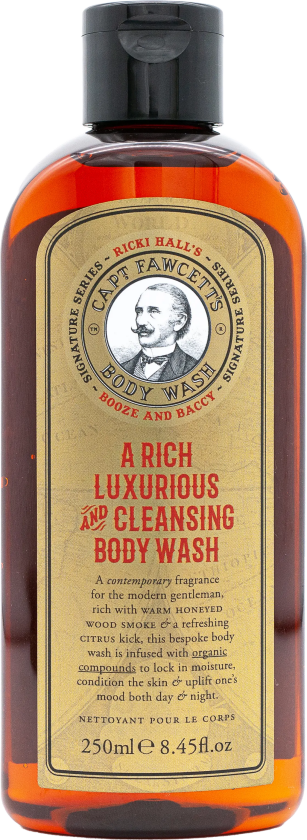 SIGNATURE SERIES ~ RICKI HALL'S ~ SIGNATURE SERIES ~ BOOZE AND BACCY ~
CAPT FAWCETT'S
TM
®
BODY WASH
A RICH
LUXURIOUS
AND CLEANSING
BODY WASH
A contemporary fragrance
for the modern gentleman,
rich with WARM HONEYED
WOOD SMOKE & a refreshing
CITRUS kick, this bespoke body
wash is infused with organic
compounds to lock in moisture,
condition the skin & uplift one's
mood both day & night.
NETTOYANT POUR LE CORPS
250ml ℮ 8.45fl.oz